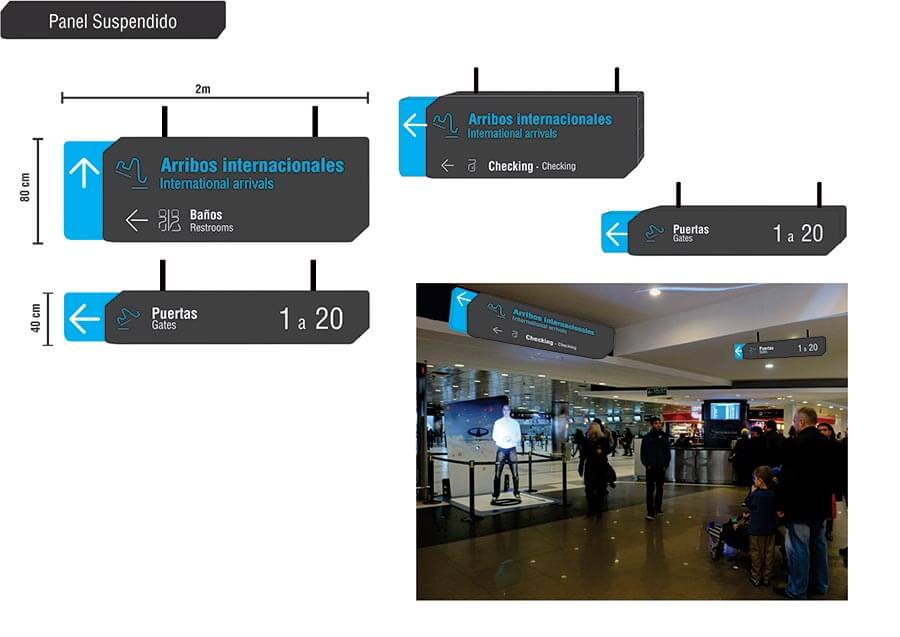 Panel Suspendido
2m
80 cm
Arribos internacionales
International arrivals
Baños
Restrooms
40 cm
Puertas
Gates
1 a 20
Arribos internacionales
International arrivals
Checking - Checking
Puertas
Gates
1 a 20
Arribos internacionales
International arrivals
Checking - Checking
Puertas
Gates
1 a 20